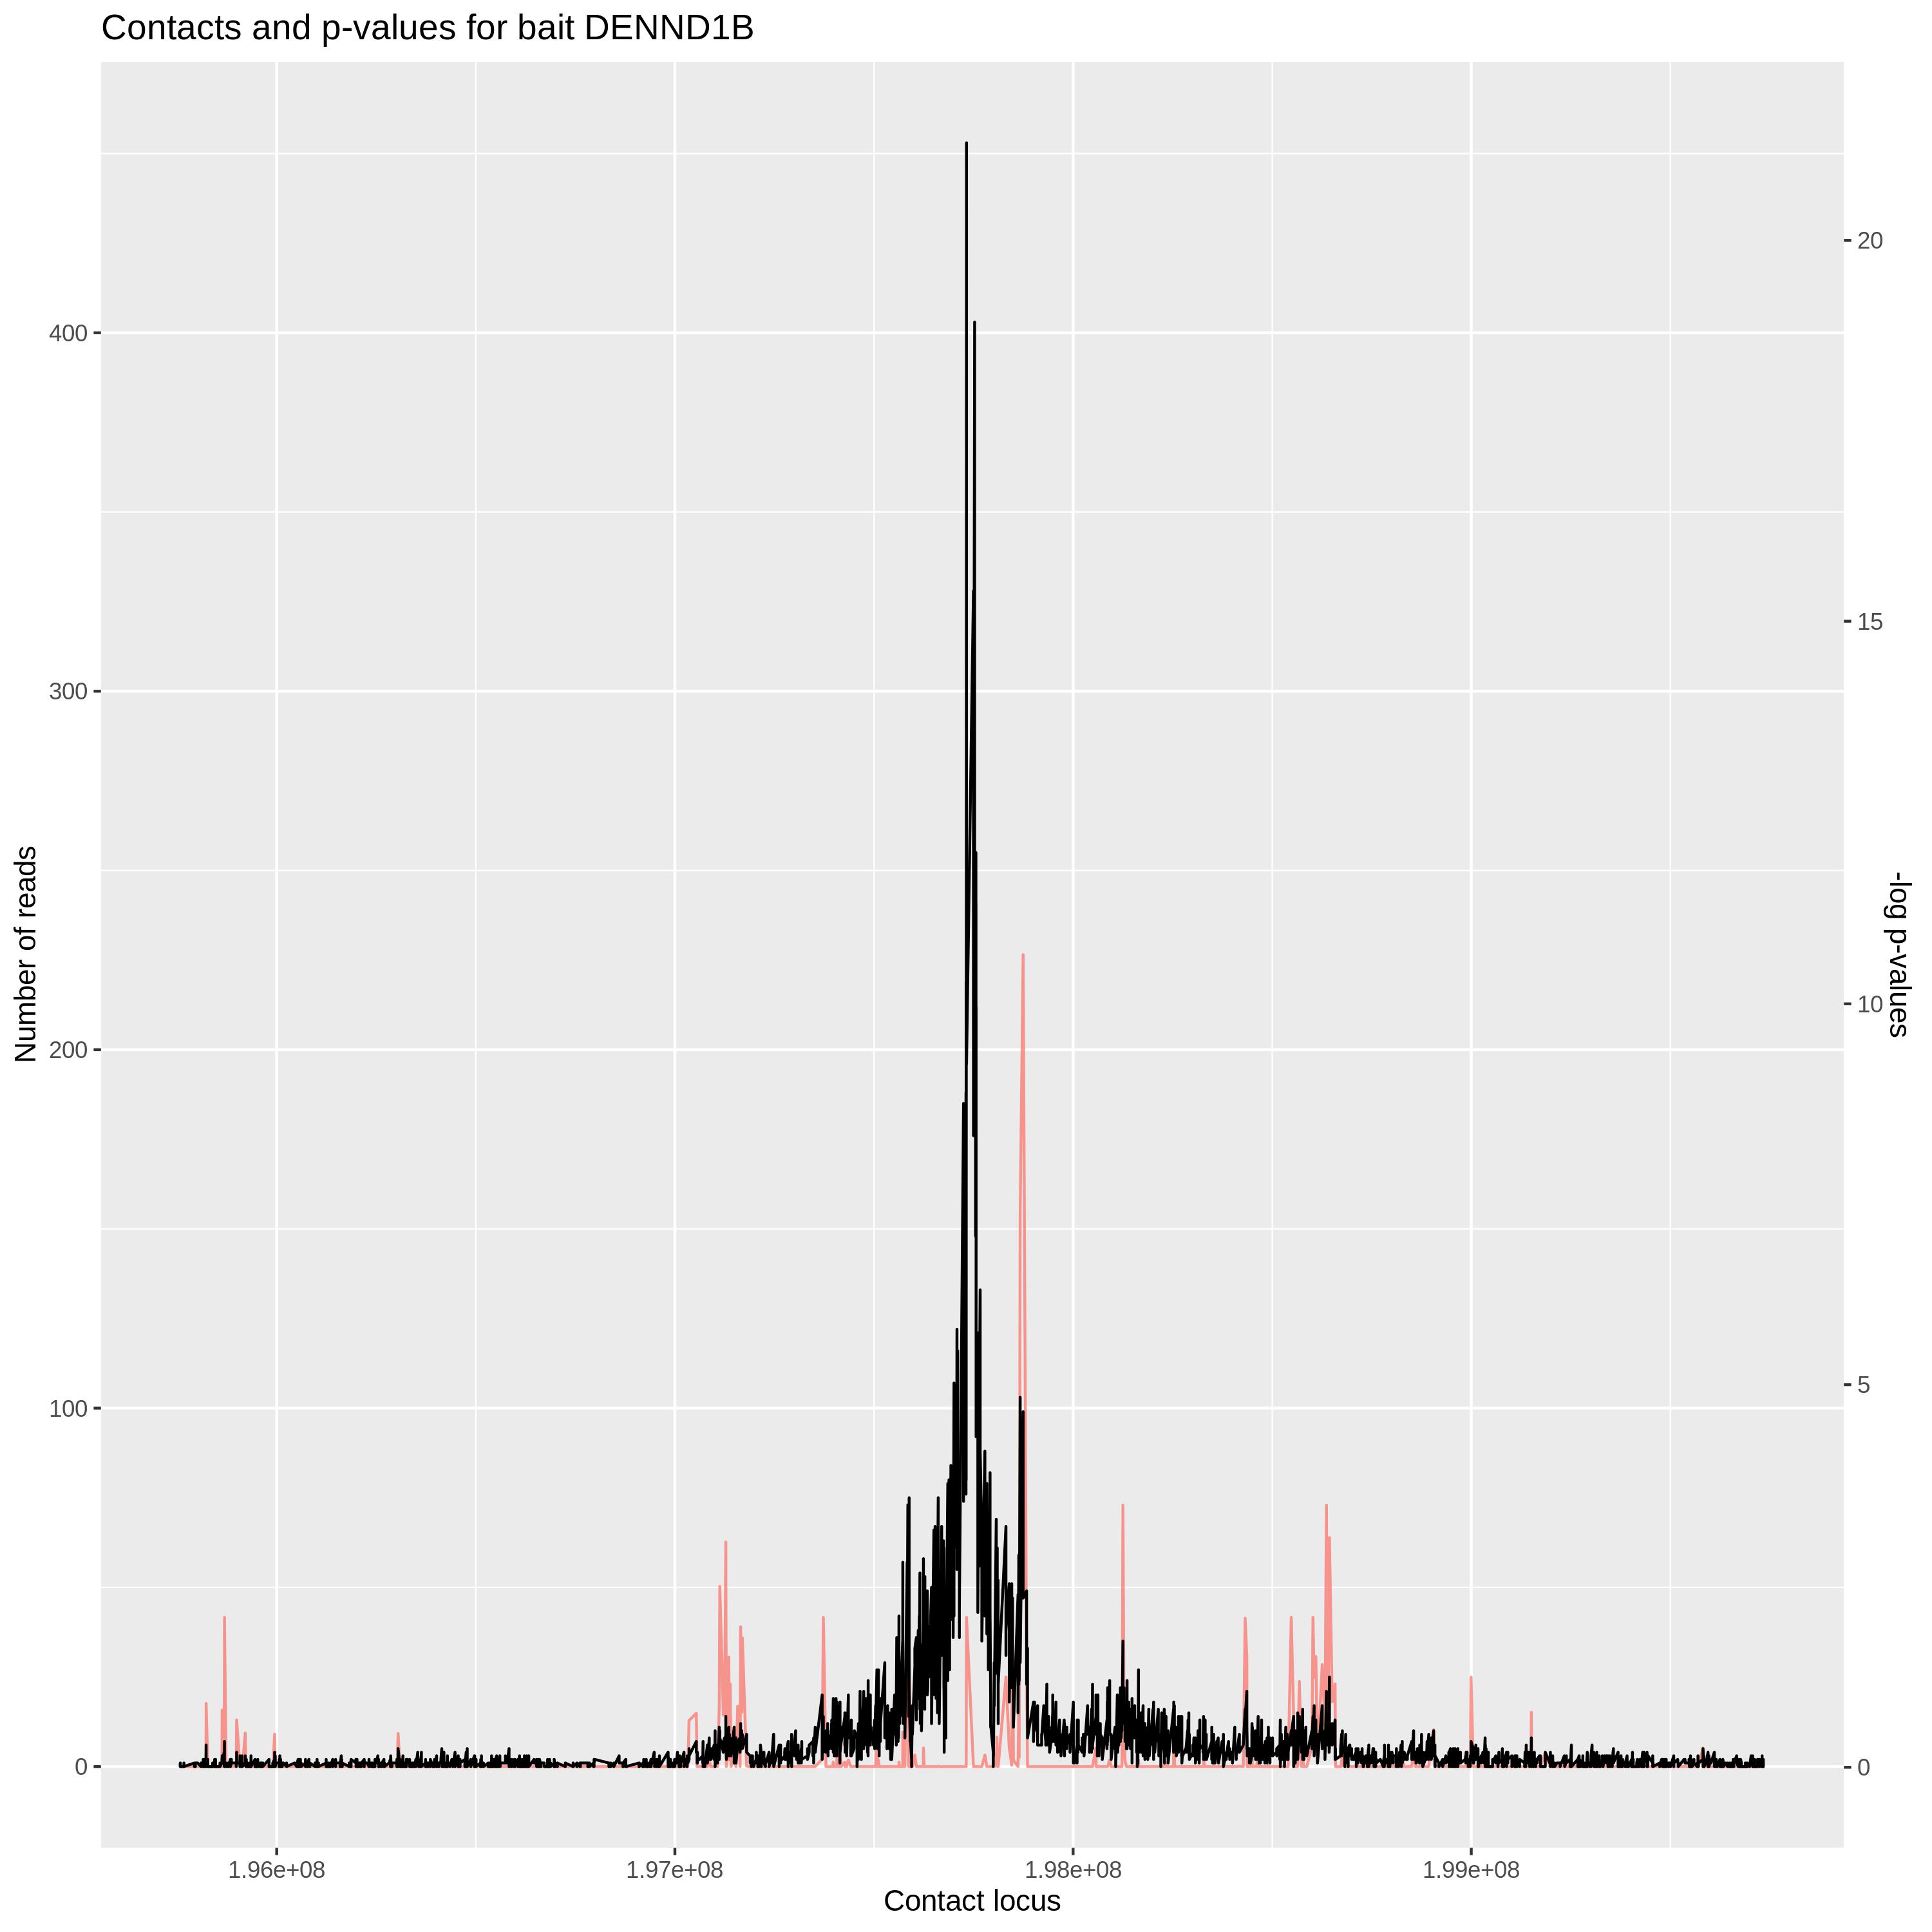 Contacts and p-values for bait DENND1B
Number of reads
400
300
200
100
0
20
15
10
5
0
-log p-values
1.96e+08
1.97e+08
1.98e+08
1.99e+08
Contact locus